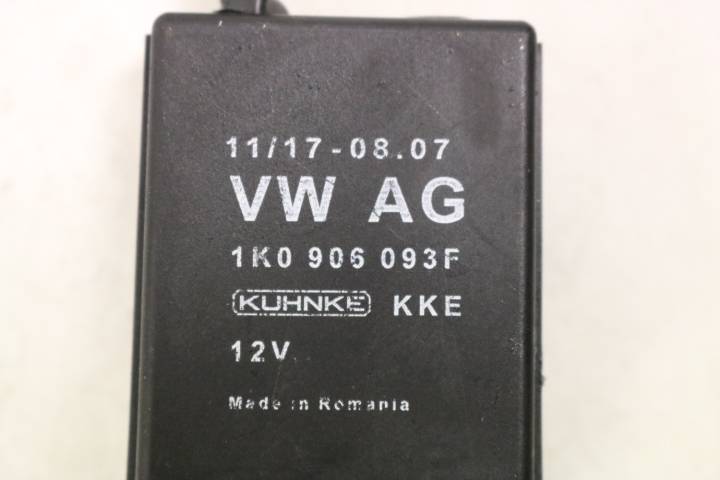 11/17-08.07
VW AG
1K0 906 093F
KUHNKE KKE
12V
Made in Romania